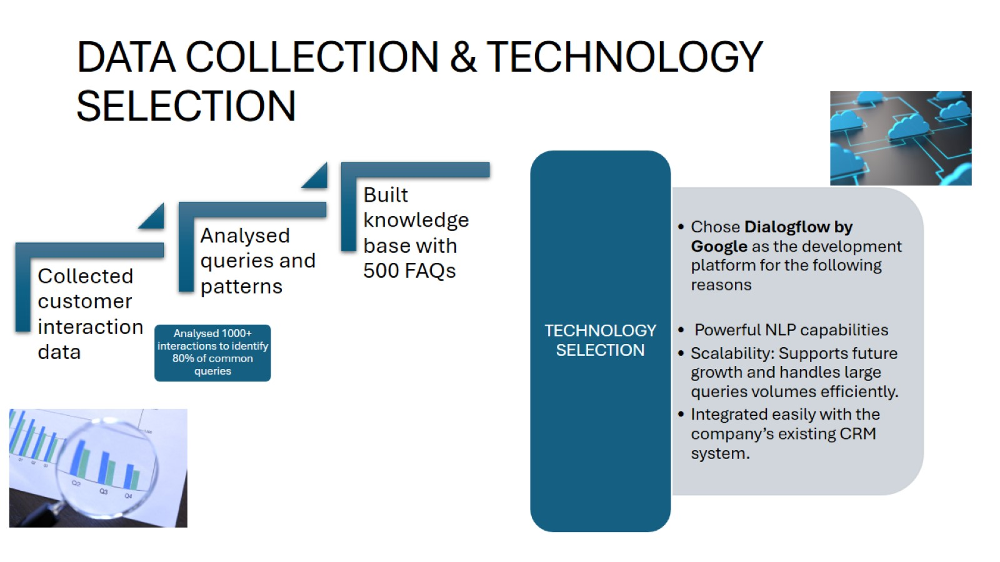 DATA COLLECTION & TECHNOLOGY
SELECTION
Collected
customer
interaction
data
Analysed
queries and
patterns
Built
knowledge
base with
500 FAQs
Analysed 1000+
interactions to identify
80% of common
queries
Q2
Q3
Q4
TECHNOLOGY
SELECTION
• Chose Dialogflow by
Google as the development
platform for the following
reasons
• Powerful NLP capabilities
• Scalability: Supports future
growth and handles large
queries volumes efficiently.
• Integrated easily with the
company’s existing CRM
system.